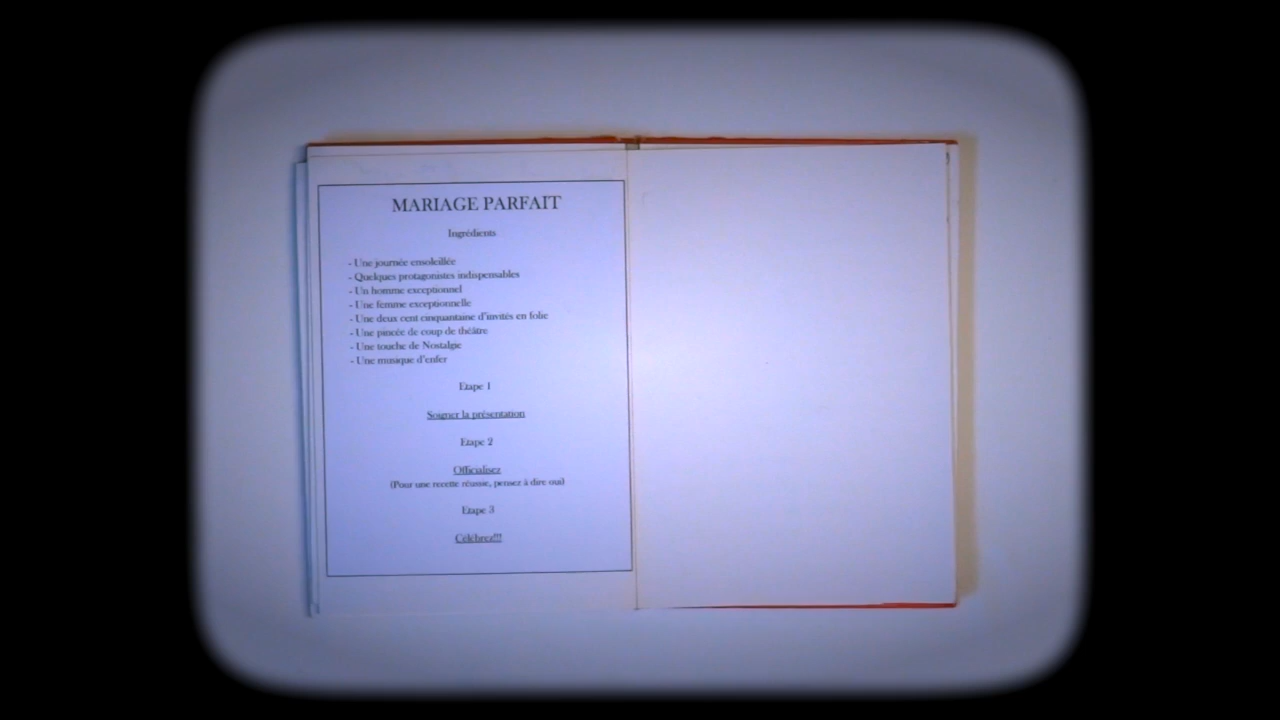 MARIAGE PARFAIT
Ingrédients
- Une journée ensoleillée
- Quelques protagonistes indispensables
- Un homme exceptionnel
- Une femme exceptionnelle
- Une deux cent cinquantaine d'invités en folie
- Une pincée de coup de théâtre
- Une touche de Nostalgie
- Une musique d'enfer
Etape 1
Soigner la présentation
Etape 2
Officialisez
(Pour une recette réussie, pensez à dire oui)
Etape 3
Célébrez!!!